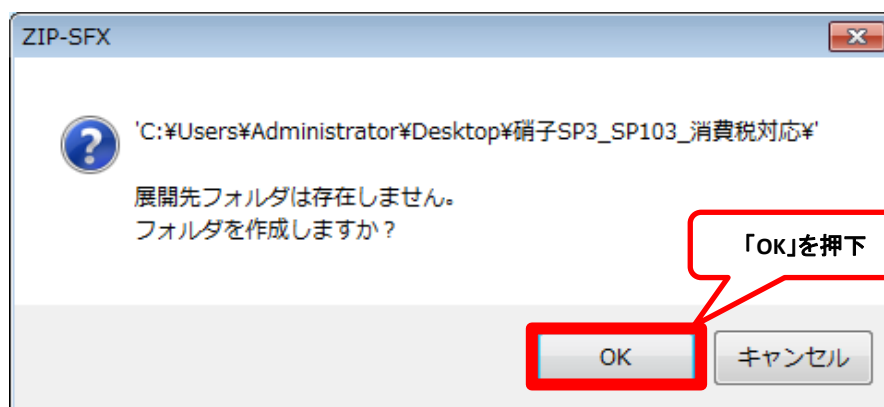 ZIP-SFX
'C:¥Users¥Administrator¥Desktop¥硝子SP3_SP103_消費税対応¥'
展開先フォルダは存在しません。
フォルダを作成しますか？
「OK」を押下
OK
キャンセル